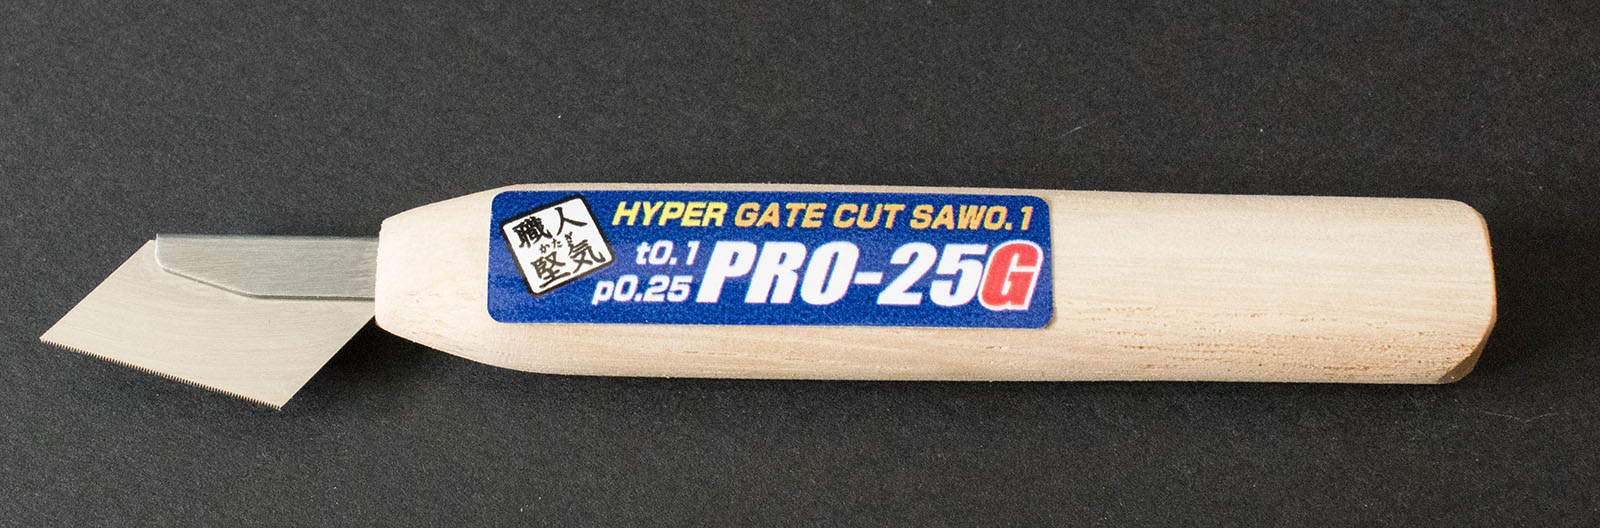 職人
かたぎ
堅気
HYPER GATE CUT SAW0.1
t0.1
p0.25
PRO-25G